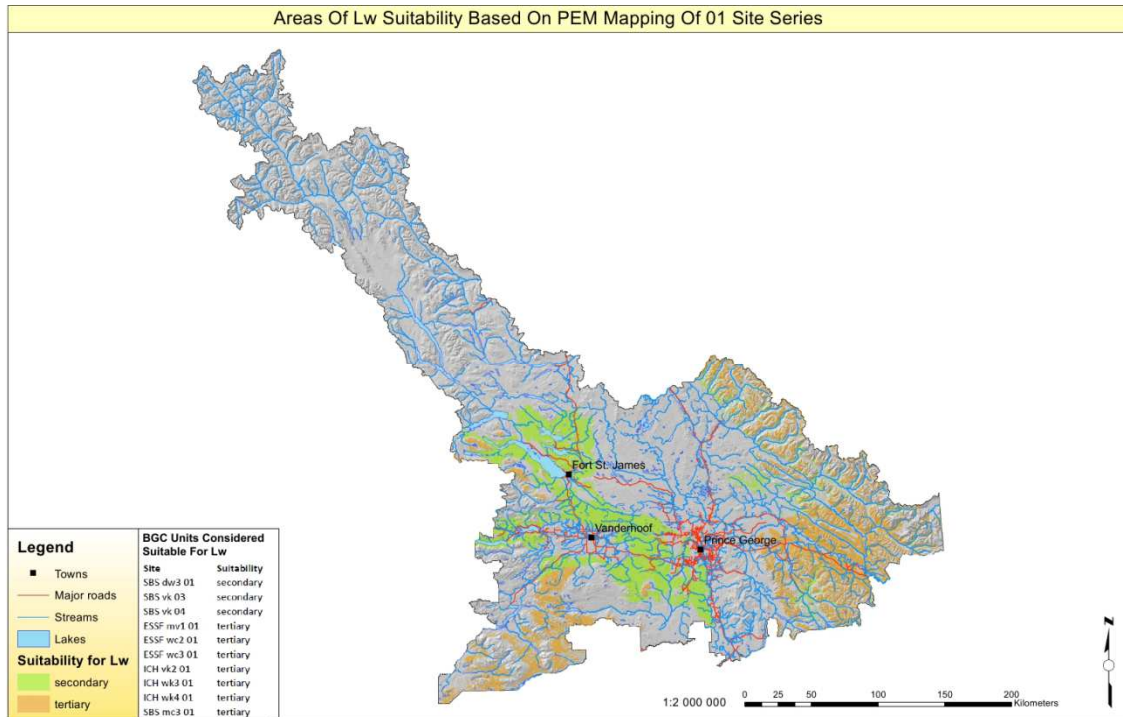 Areas Of Lw Suitability Based On PEM Mapping Of 01 Site Series
Fort St. James
Vanderhoof
Prince George
Legend
Towns
Major roads
Streams
Lakes
Suitability for Lw
secondary
tertiary
BGC Units Considered
Suitable For Lw
Site Suitability
SBS dw3 01 secondary
SBS vk 03 secondary
SBS vk 04 secondary
ESSF mv1 01 tertiary
ESSF wc2 01 tertiary
ESSF wc3 01 tertiary
ICH vk2 01 tertiary
ICH wk3 01 tertiary
ICH wk4 01 tertiary
SBS mc3 01 tertiary
1:2 000 000
0 25 50 100 150 200
Kilometers
N